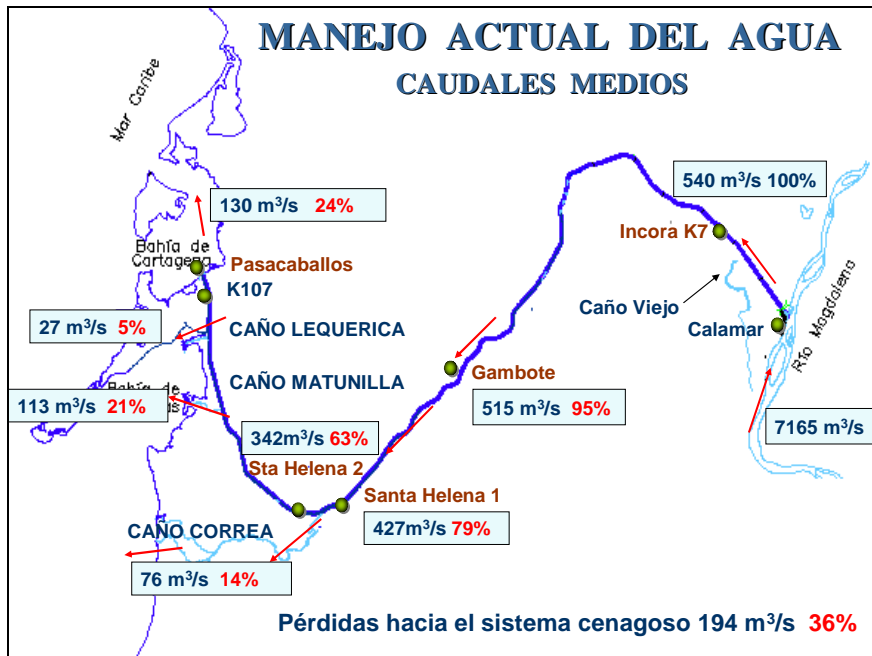 MANEJO ACTUAL DEL AGUA
CAUDALES MEDIOS
Mar Caribe
540 m³/s 100%
130 m³/s 24%
Incora K7
Bahía de
Cartagena
Pasacaballos
K107
Caño Viejo
Calamar
Río Magdalena
27 m³/s 5%
CAÑO LEQUERICA
CAÑO MATUNILLA
Gambote
Bahía de
113 m³/s 21%
515 m³/s 95%
7165 m³/s
342m³/s 63%
Sta Helena 2
Santa Helena 1
427m³/s 79%
CAÑO CORREA
76 m³/s 14%
Pérdidas hacia el sistema cenagoso 194 m³/s 36%